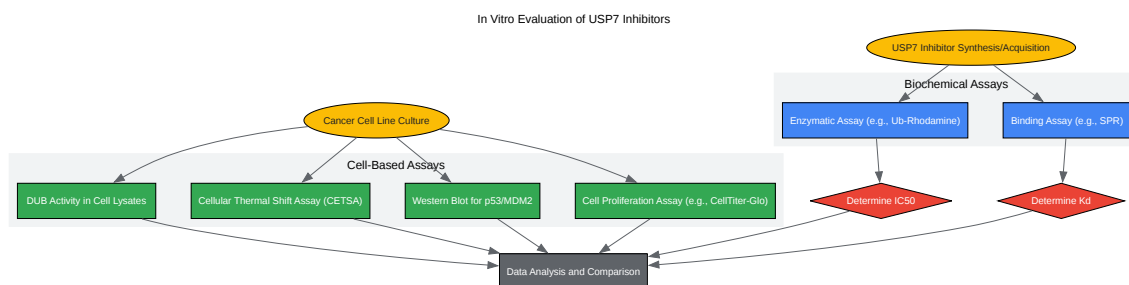 In Vitro Evaluation of USP7 Inhibitors
USP7 Inhibitor Synthesis/Acquisition
Biochemical Assays
Cancer Cell Line Culture
Enzymatic Assay (e.g., Ub-Rhodamine)
Binding Assay (e.g., SPR)
Cell-Based Assays
DUB Activity in Cell Lysates
Cellular Thermal Shift Assay (CETSA)
Western Blot for p53/MDM2
Cell Proliferation Assay (e.g., CellTiter-Glo)
Determine IC50
Determine Kd
Data Analysis and Comparison